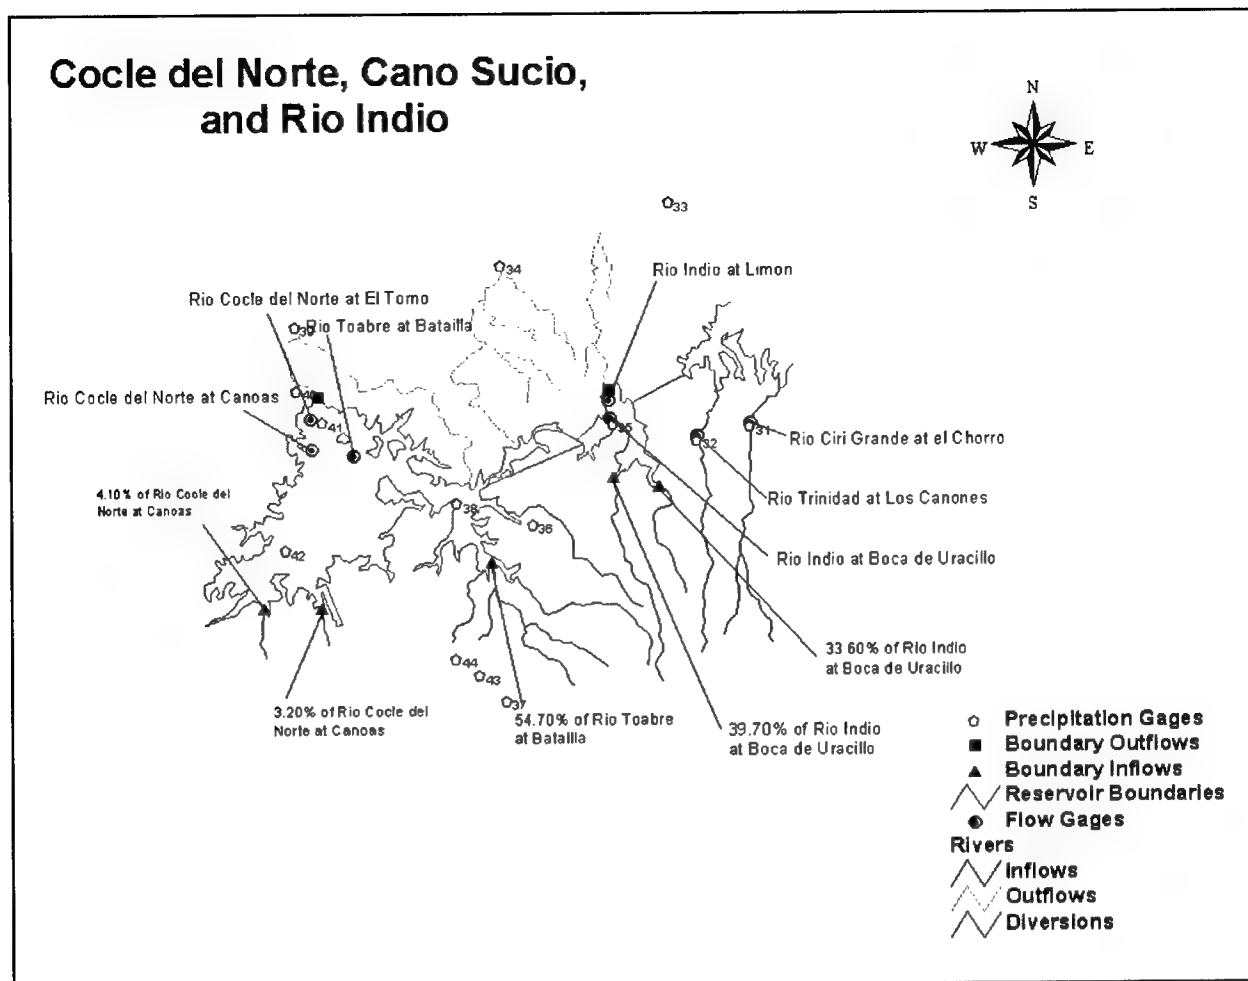 Cocle del Norte, Cano Sucio,
and Rio Indio
N
W
E
S
33
34
Rio Indio at Limon
Rio Cocle del Norte at El Torno
39
Rio Toabre at Batailla
40
Rio Cocle del Norte at Canoas
41
35
32
31
Rio Ciri Grande at el Chorro
4.10% of Rio Cocle del
Norte at Canoas
Rio Trinidad at Los Canones
38
36
42
Rio Indio at Boca de Uracillo
33 60% of Rio Indio
at Boca de Uracillo
44
43
37
3.20% of Rio Cocle del
Norte at Canoas
54.70% of Rio Toabre
at Batailla
39.70% of Rio Indio
at Boca de Uracillo
Precipitation Gages
Boundary Outflows
Boundary Inflows
Reservoir Boundaries
Flow Gages
Rivers
Inflows
Outflows
Diversions